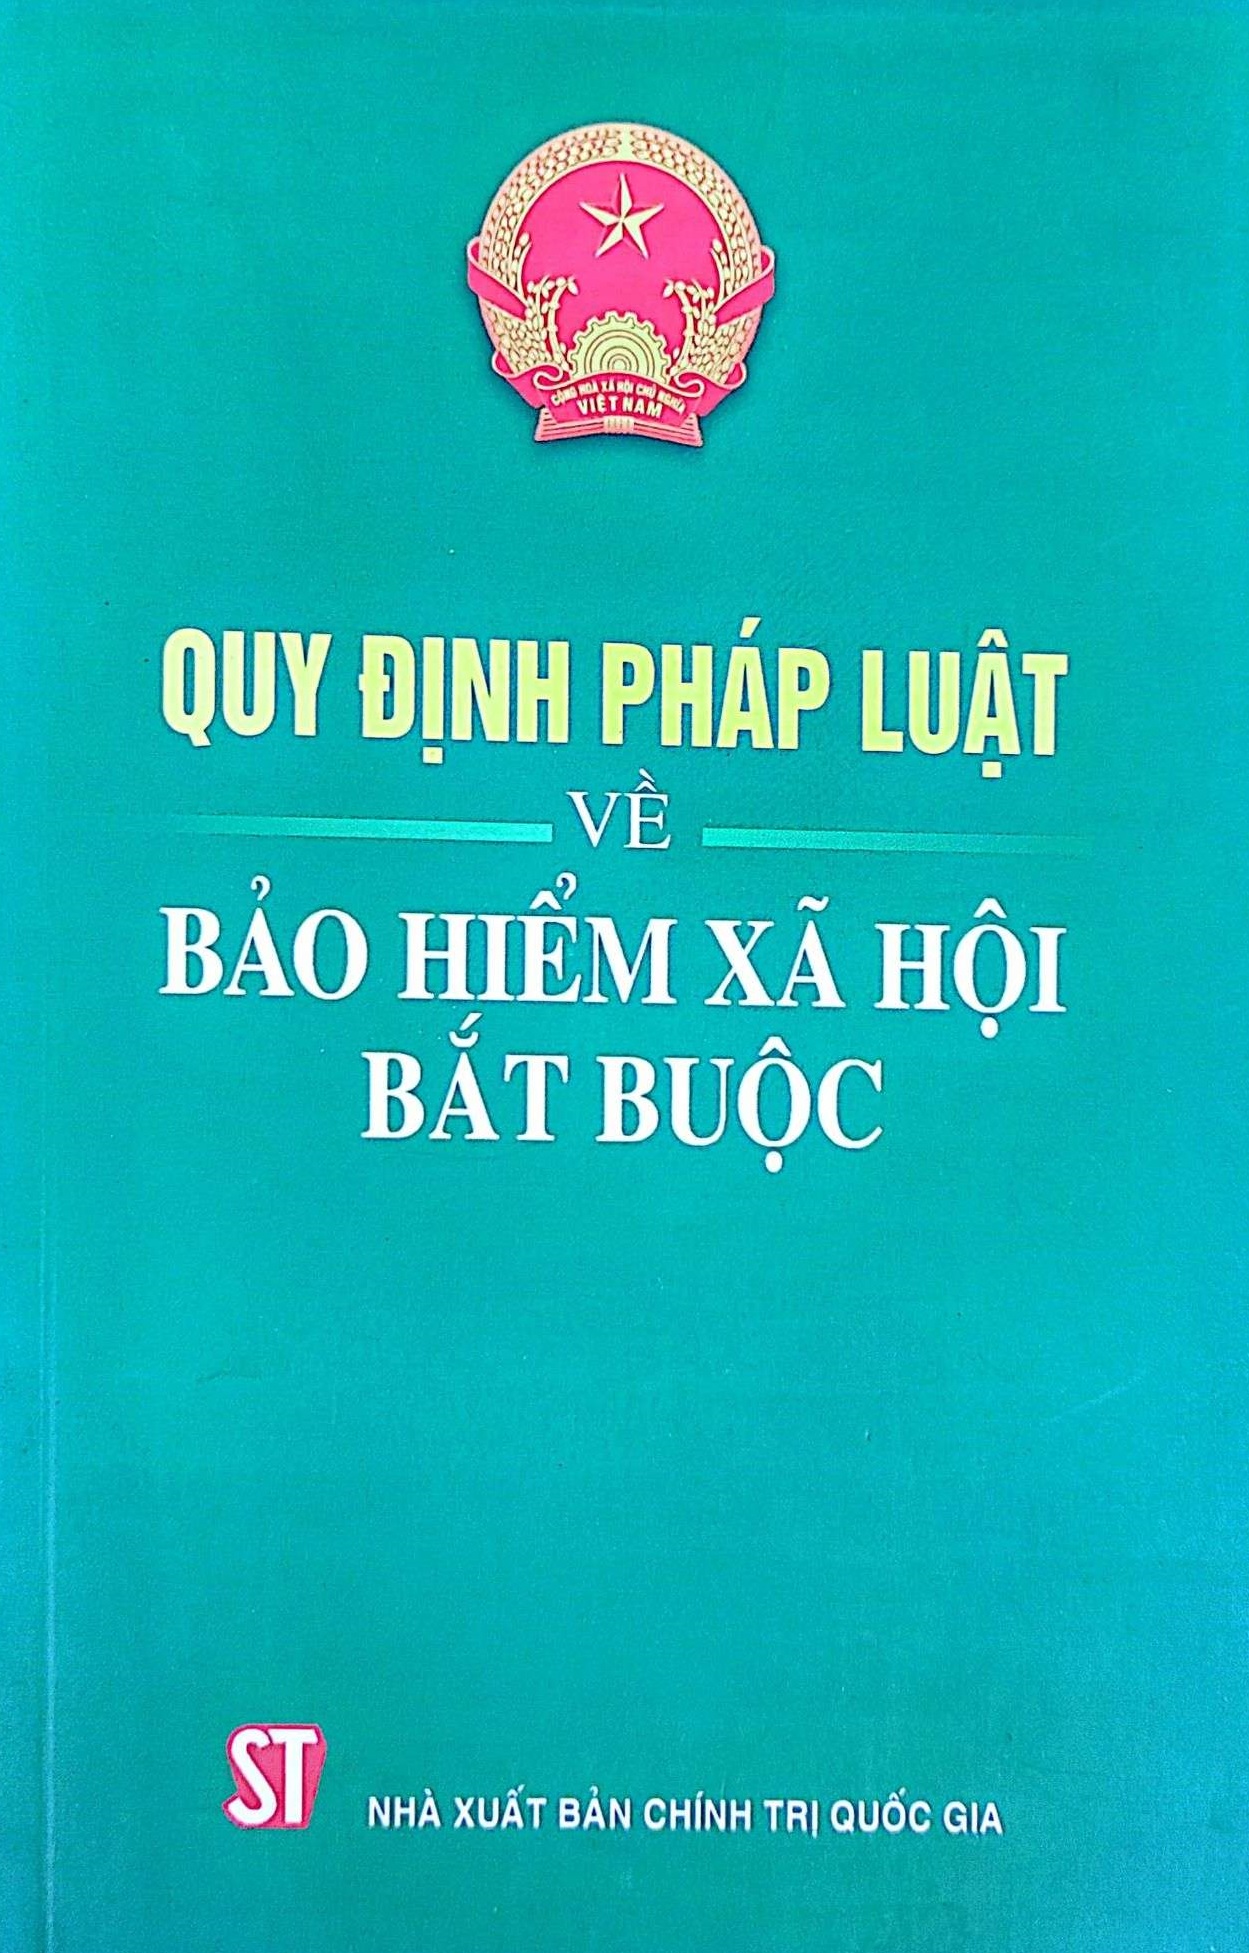 CỘNG HOÀ XÃ HỘI CHỦ NGHĨA
VIỆT NAM
QUY ĐỊNH PHÁP LUẬT
VỀ
BẢO HIỂM XÃ HỘI
BẮT BUỘC
ST
NHÀ XUẤT BẢN CHÍNH TRỊ QUỐC GIA